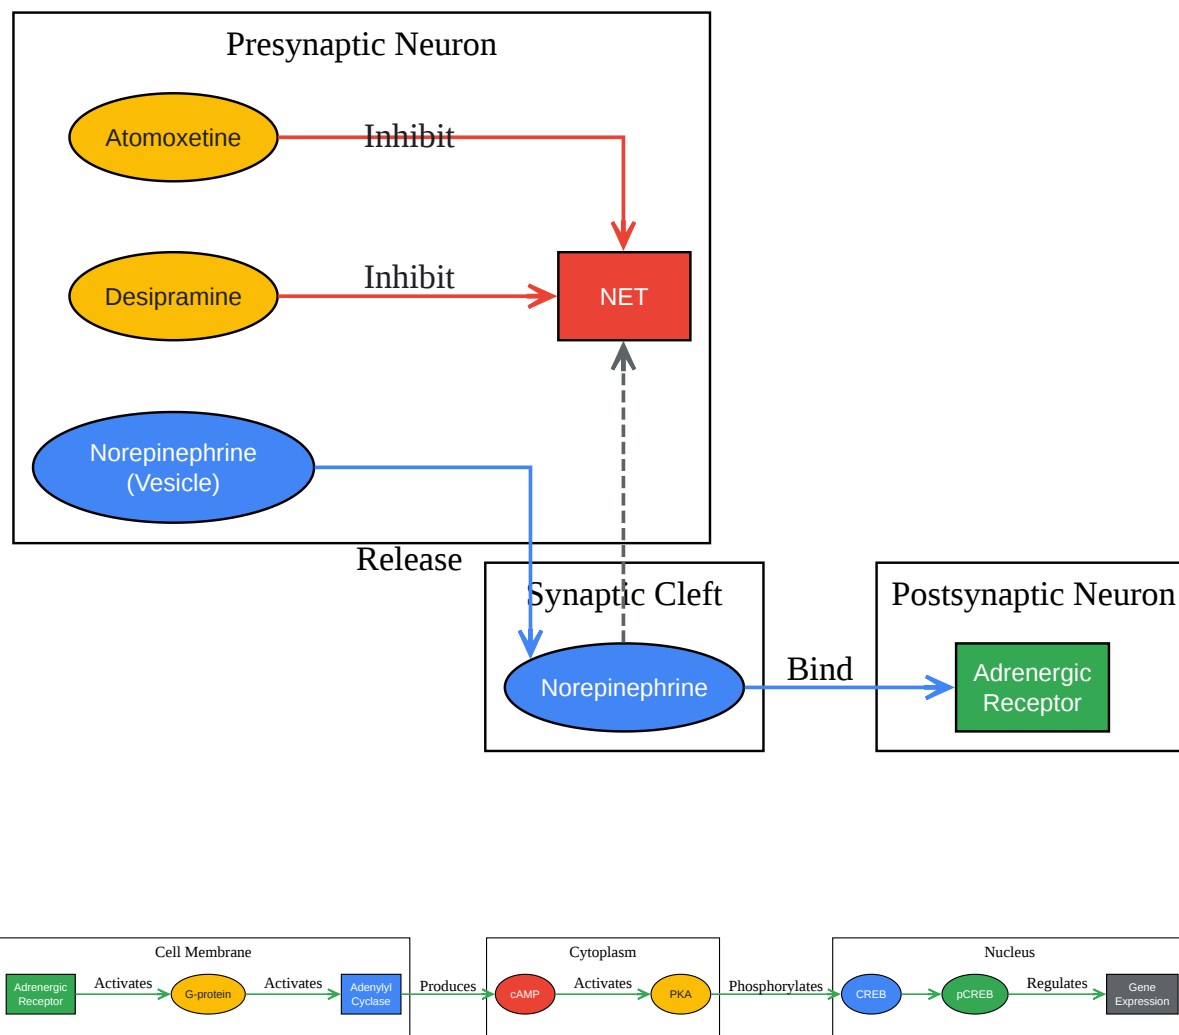 Presynaptic Neuron
Atomoxetine
Inhibit
Desipramine
Inhibit
NET
Norepinephrine
(Vesicle)
Release
Synaptic Cleft
Norepinephrine
Bind
Postsynaptic Neuron
Adrenergic
Receptor
Cell Membrane
Adrenergic
Receptor
Activates
G-protein
Activates
Adenylyl
Cyclase
Produces
Cytoplasm
cAMP
Activates
PKA
Phosphorylates
Nucleus
CREB
pCREB
Regulates
Gene
Expression